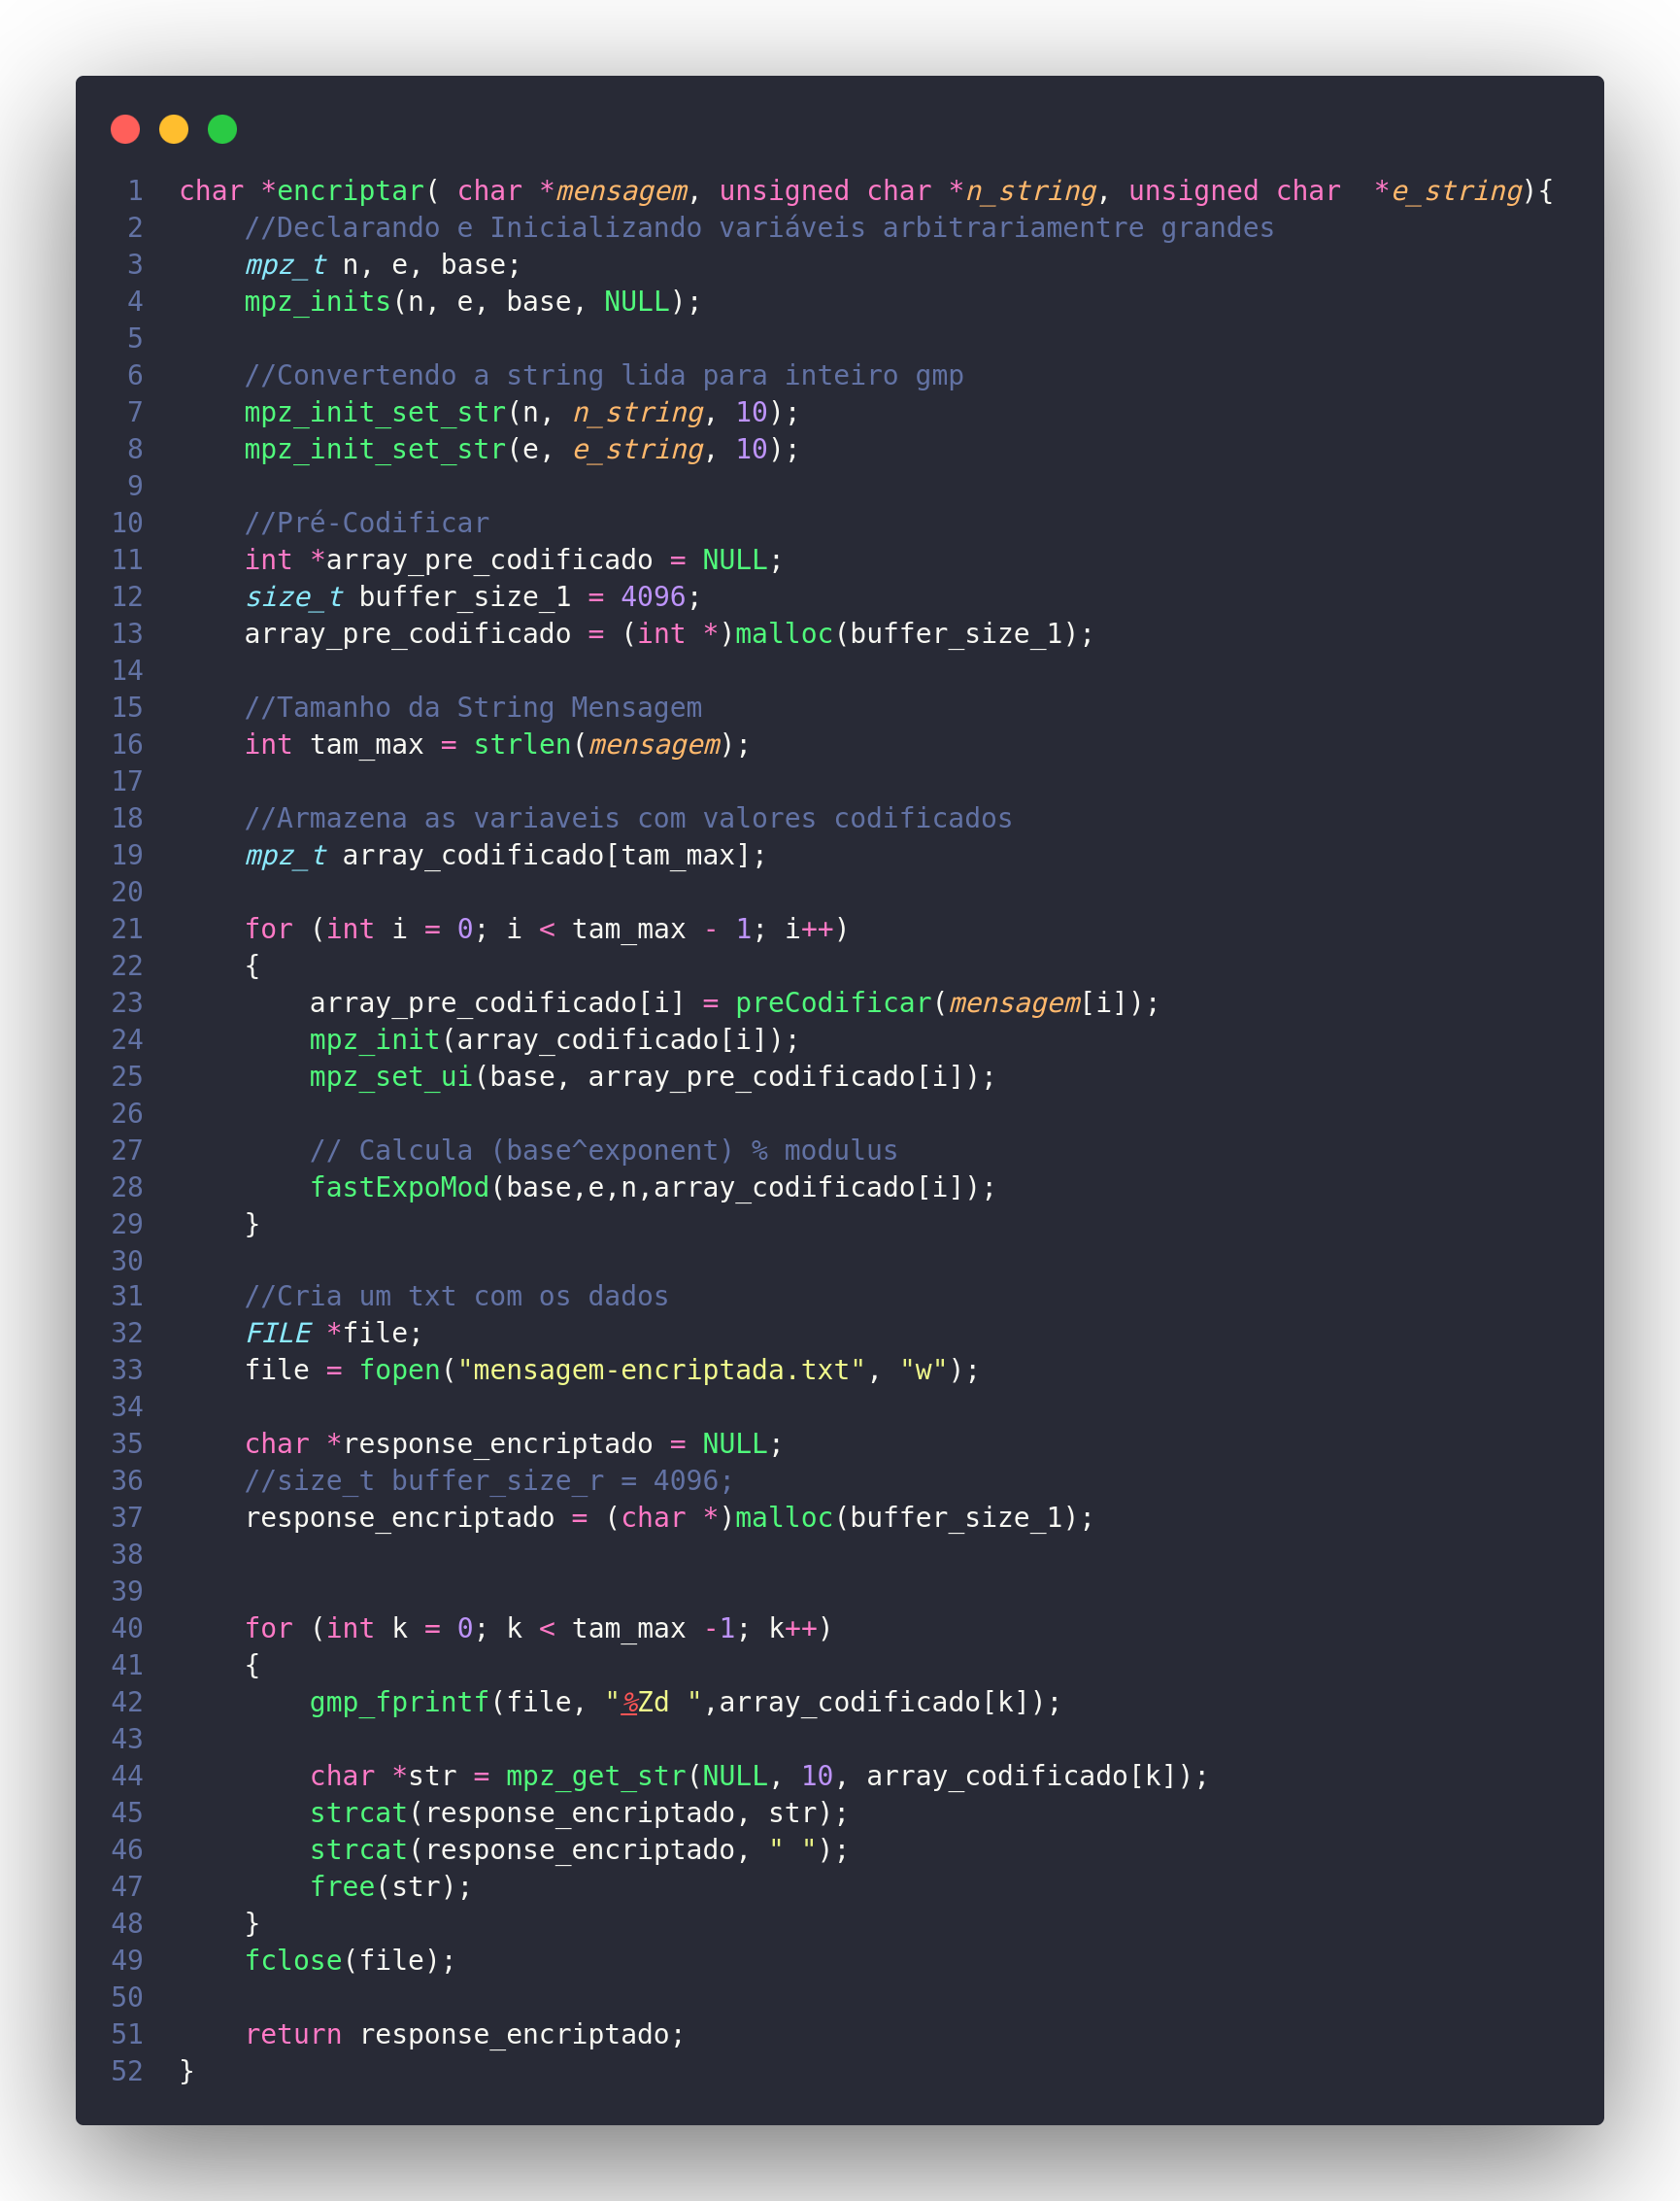 1 char *encriptar( char *mensagem, unsigned char *n_string, unsigned char  *e_string){
2     //Declarando e Inicializando variáveis arbitrariamentre grandes
3     mpz_t n, e, base;
4     mpz_inits(n, e, base, NULL);
5
6     //Convertendo a string lida para inteiro gmp
7     mpz_init_set_str(n, n_string, 10);
8     mpz_init_set_str(e, e_string, 10);
9
10     //Pré-Codificar
11     int *array_pre_codificado = NULL;
12     size_t buffer_size_1 = 4096;
13     array_pre_codificado = (int *)malloc(buffer_size_1);
14
15     //Tamanho da String Mensagem
16     int tam_max = strlen(mensagem);
17
18     //Armazena as variaveis com valores codificados
19     mpz_t array_codificado[tam_max];
20
21     for (int i = 0; i < tam_max - 1; i++)
22     {
23         array_pre_codificado[i] = preCodificar(mensagem[i]);
24         mpz_init(array_codificado[i]);
25         mpz_set_ui(base, array_pre_codificado[i]);
26
27         // Calcula (base^exponent) % modulus
28         fastExpoMod(base,e,n,array_codificado[i]);
29     }
30
31     //Cria um txt com os dados
32     FILE *file;
33     file = fopen("mensagem-encriptada.txt", "w");
34
35     char *response_encriptado = NULL;
36     //size_t buffer_size_r = 4096;
37     response_encriptado = (char *)malloc(buffer_size_1);
38
39
40     for (int k = 0; k < tam_max -1; k++)
41     {
42         gmp_fprintf(file, "%Zd ",array_codificado[k]);
43
44         char *str = mpz_get_str(NULL, 10, array_codificado[k]);
45         strcat(response_encriptado, str);
46         strcat(response_encriptado, " ");
47         free(str);
48     }
49     fclose(file);
50
51     return response_encriptado;
52 }